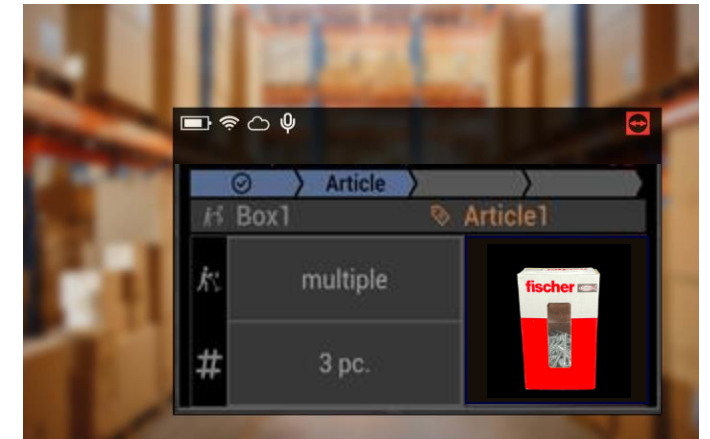 Article
Box1 Article1
multiple
fischer
# 3 pc.